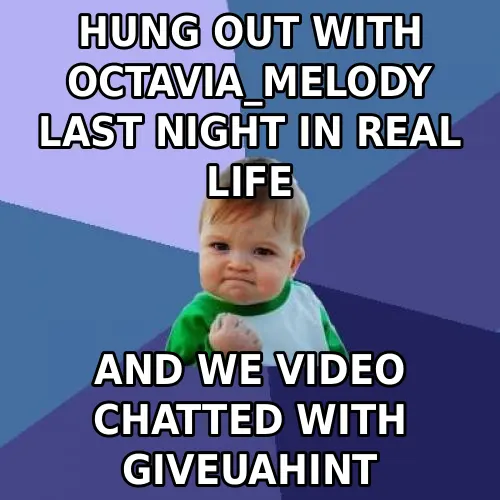 HUNG OUT WITH
OCTAVIA_MELODY
LAST NIGHT IN REAL
LIFE
AND WE VIDEO
CHATTED WITH
GIVEUAHINT